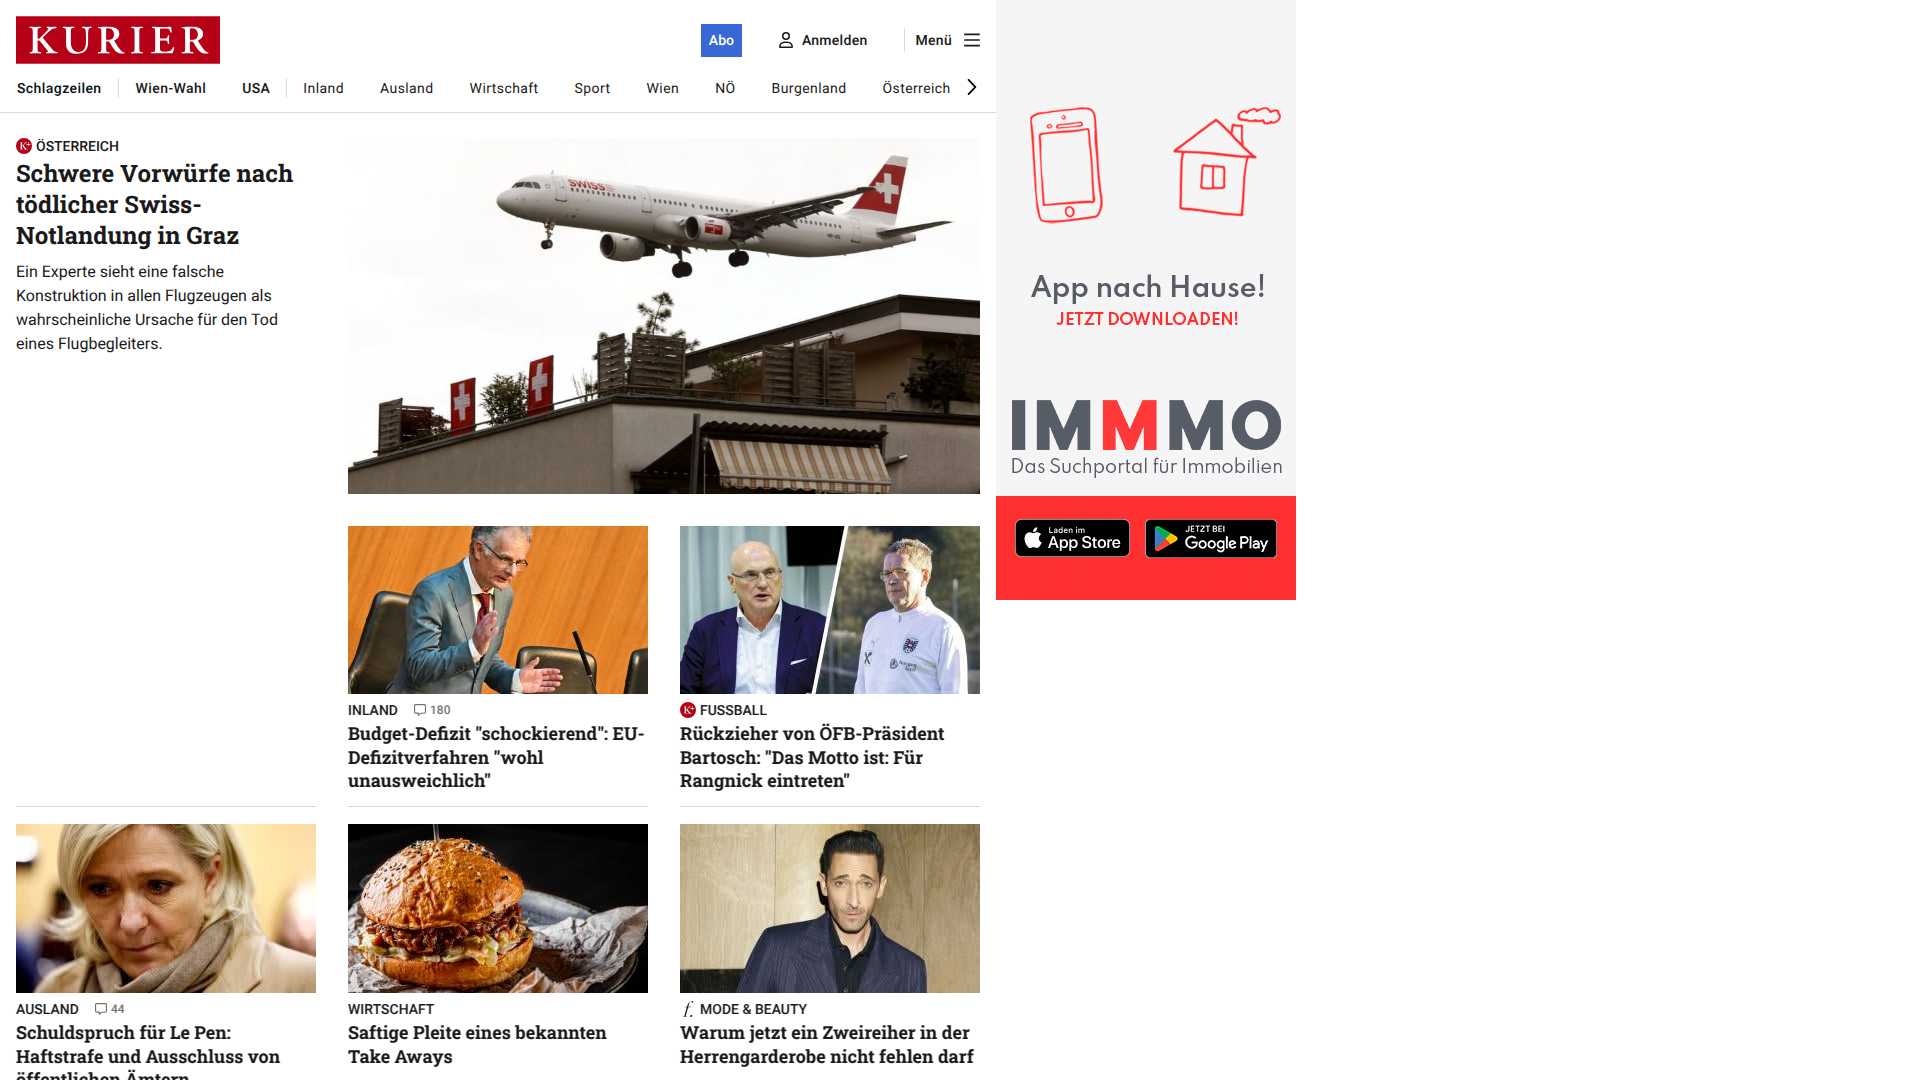 KURIER
Abo
Anmelden
Menü
Schlagzeilen
Wien-Wahl
USA
Inland
Ausland
Wirtschaft
Sport
Wien
NÖ
Burgenland
Österreich
K+ ÖSTERREICH
Schwere Vorwürfe nach
tödlicher Swiss-
Notlandung in Graz
Ein Experte sieht eine falsche
Konstruktion in allen Flugzeugen als
wahrscheinliche Ursache für den Tod
eines Flugbegleiters.
SWISS
INLAND 180
Budget-Defizit "schockierend": EU-
Defizitverfahren "wohl
unausweichlich"
K+ FUSSBALL
Rückzieher von ÖFB-Präsident
Bartosch: "Das Motto ist: Für
Rangnick eintreten"
AUSLAND 44
Schuldspruch für Le Pen:
Haftstrafe und Ausschluss von
öffentlichen Ämtern
WIRTSCHAFT
Saftige Pleite eines bekannten
Take Aways
f. MODE & BEAUTY
Warum jetzt ein Zweireiher in der
Herrengarderobe nicht fehlen darf
App nach Hause!
JETZT DOWNLOADEN!
IMMMO
Das Suchportal für Immobilien
Laden im
App Store
JETZT BEI
Google Play